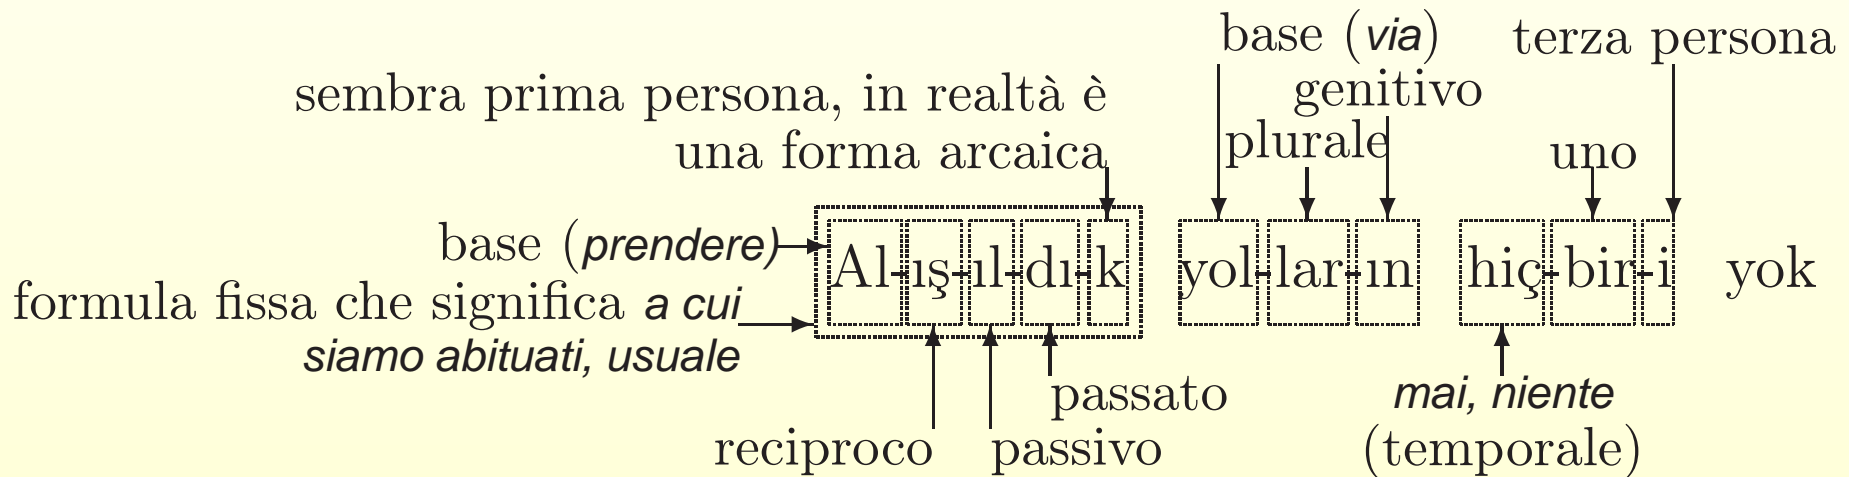 base (via) terza persona
sembra prima persona, in realtà è genitivo
una forma arcaica plurale uno
base (prendere) Al-ış-ıl-dı-k yol-lar-ın hiç-bir-i yok
formula fissa che significa a cui
siamo abituati, usuale
passato mai, niente
reciproco passivo (temporale)